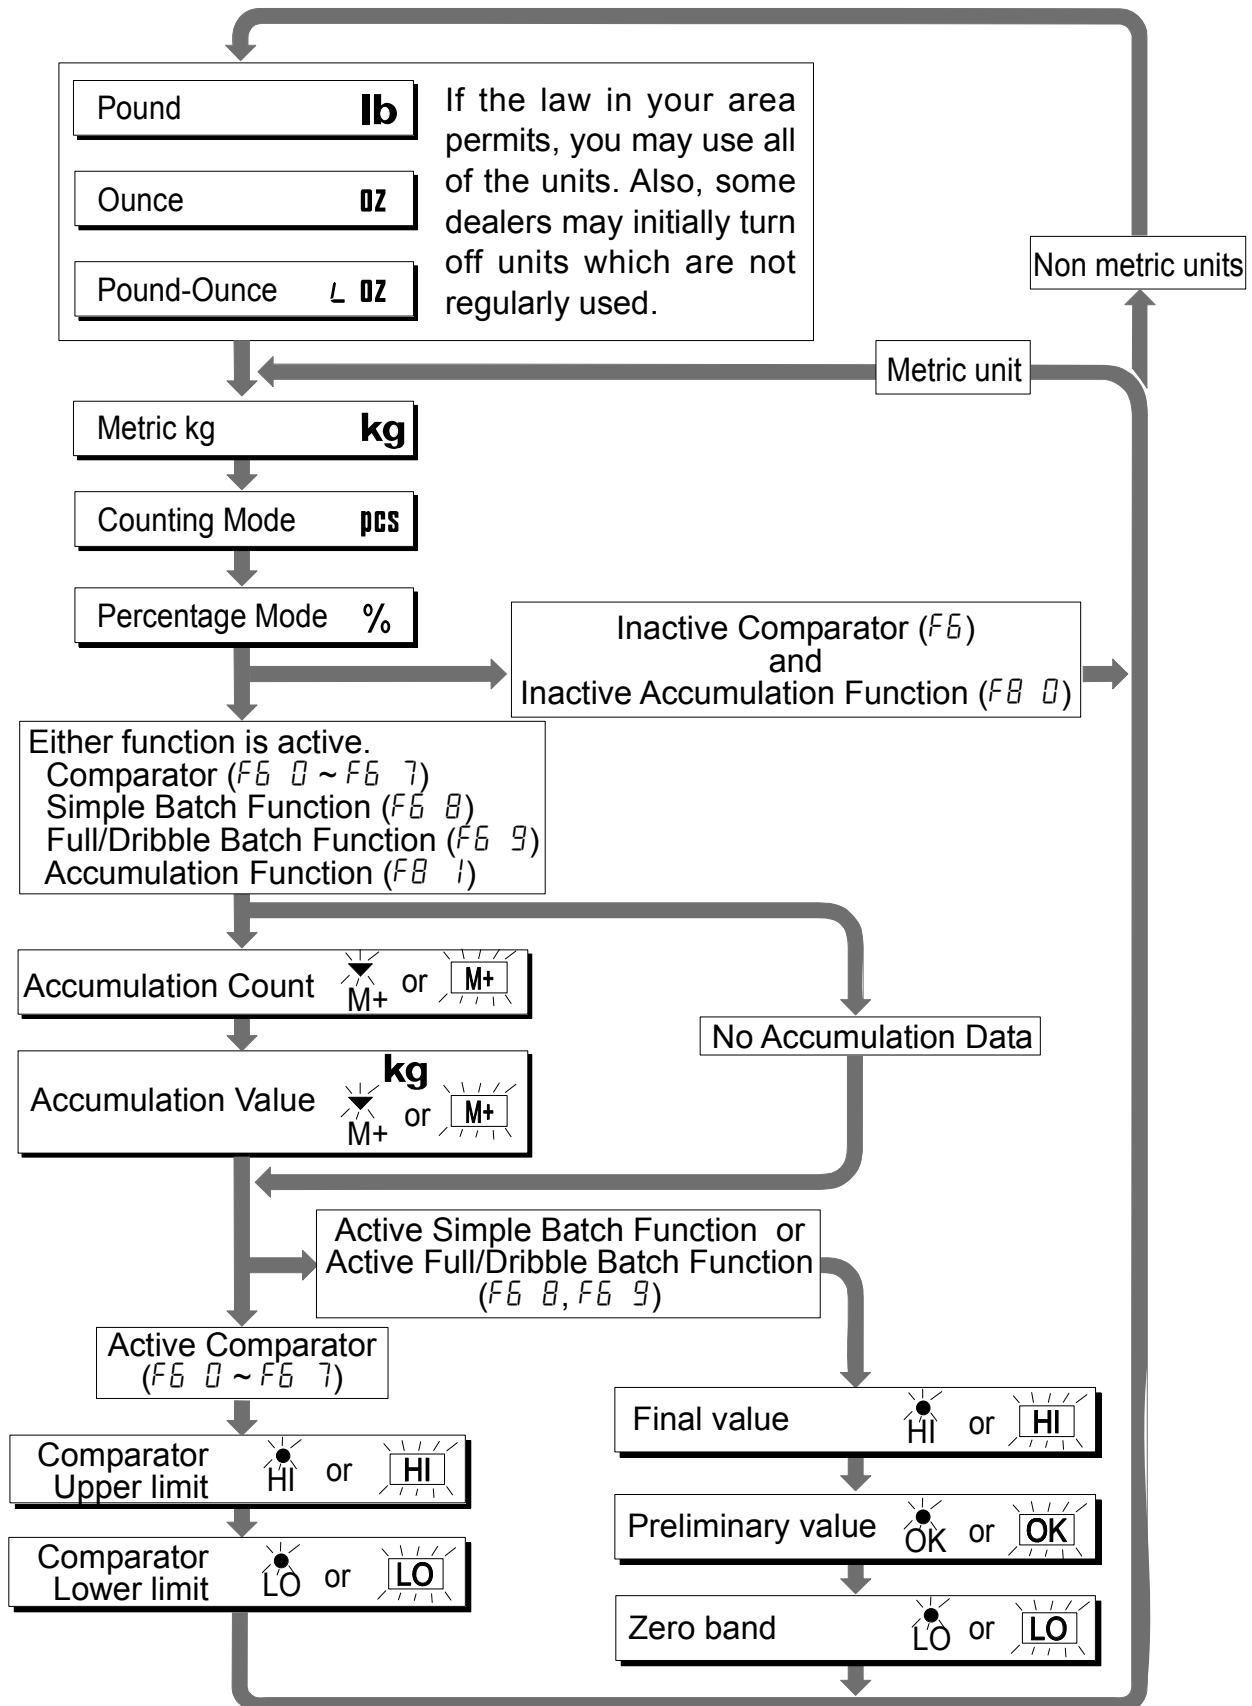 Pound lb
Ounce oz
Pound-Ounce L oz
If the law in your area
permits, you may use all
of the units. Also, some
dealers may initially turn
off units which are not
regularly used.
Non metric units
Metric unit
Metric kg kg
Counting Mode pcs
Percentage Mode %
Inactive Comparator (F6)
and
Inactive Accumulation Function (F8 0)
Either function is active.
Comparator (F6 0 ~ F6 7)
Simple Batch Function (F6 8)
Full/Dribble Batch Function (F6 9)
Accumulation Function (F8 1)
Accumulation Count M+ or M+
No Accumulation Data
kg
Accumulation Value M+ or M+
Active Simple Batch Function or
Active Full/Dribble Batch Function
(F6 8, F6 9)
Active Comparator
(F6 0 ~ F6 7)
Final value HI or HI
Comparator
Upper limit HI or HI
Preliminary value OK or OK
Comparator
Lower limit LO or LO
Zero band LO or LO